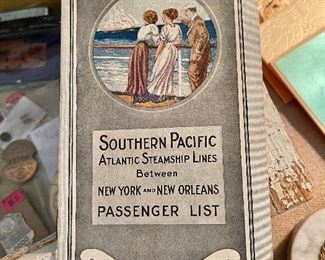 SOUTHERN PACIFIC
ATLANTIC STEAMSHIP LINES
Between
NEW YORK AND NEW ORLEANS
PASSENGER LIST